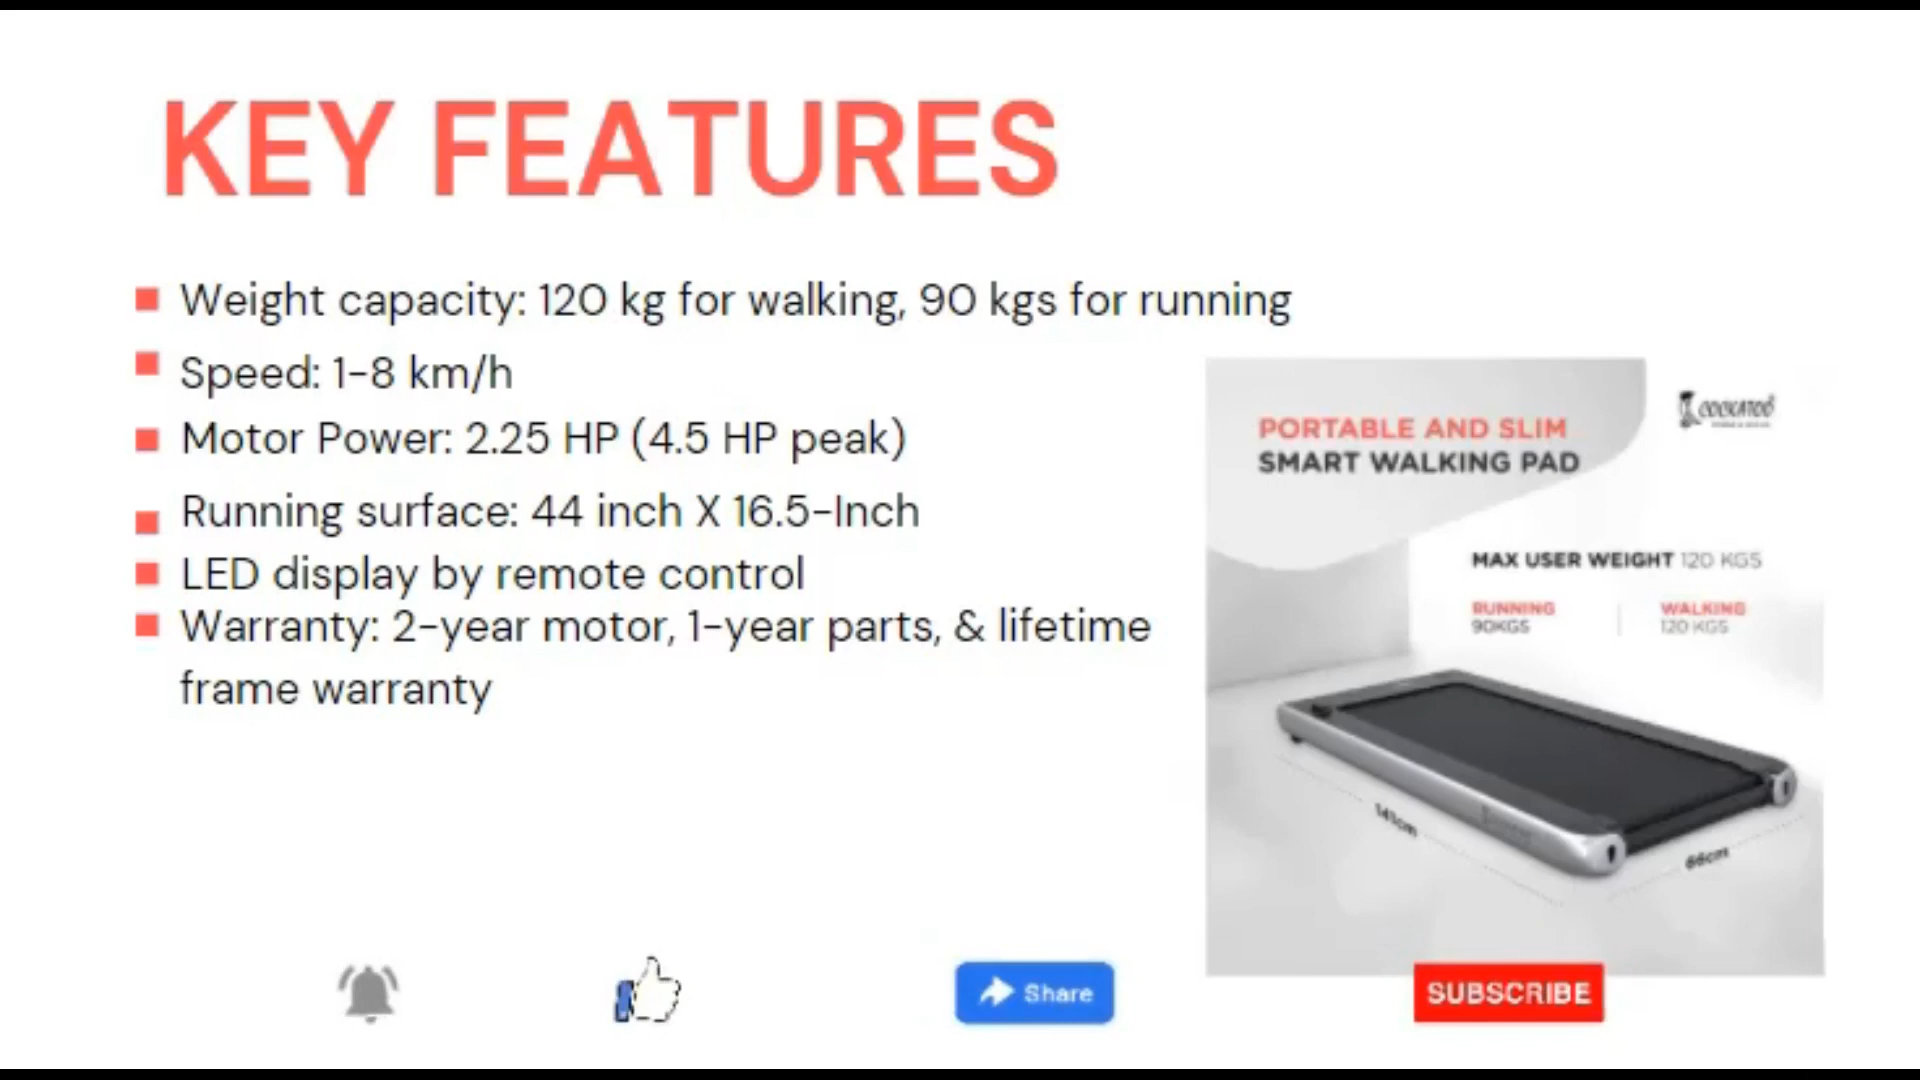 KEY FEATURES
Weight capacity: 120 kg for walking, 90 kgs for running
Speed: 1-8 km/h
Motor Power: 2.25 HP (4.5 HP peak)
Running surface: 44 inch X 16.5-Inch
LED display by remote control
Warranty: 2-year motor, 1-year parts, & lifetime
frame warranty
COCKATOO
PORTABLE AND SLIM
SMART WALKING PAD
MAX USER WEIGHT 120 KGS
RUNNING
90KGS
WALKING
120 KGS
141cm
66cm
Share
SUBSCRIBE